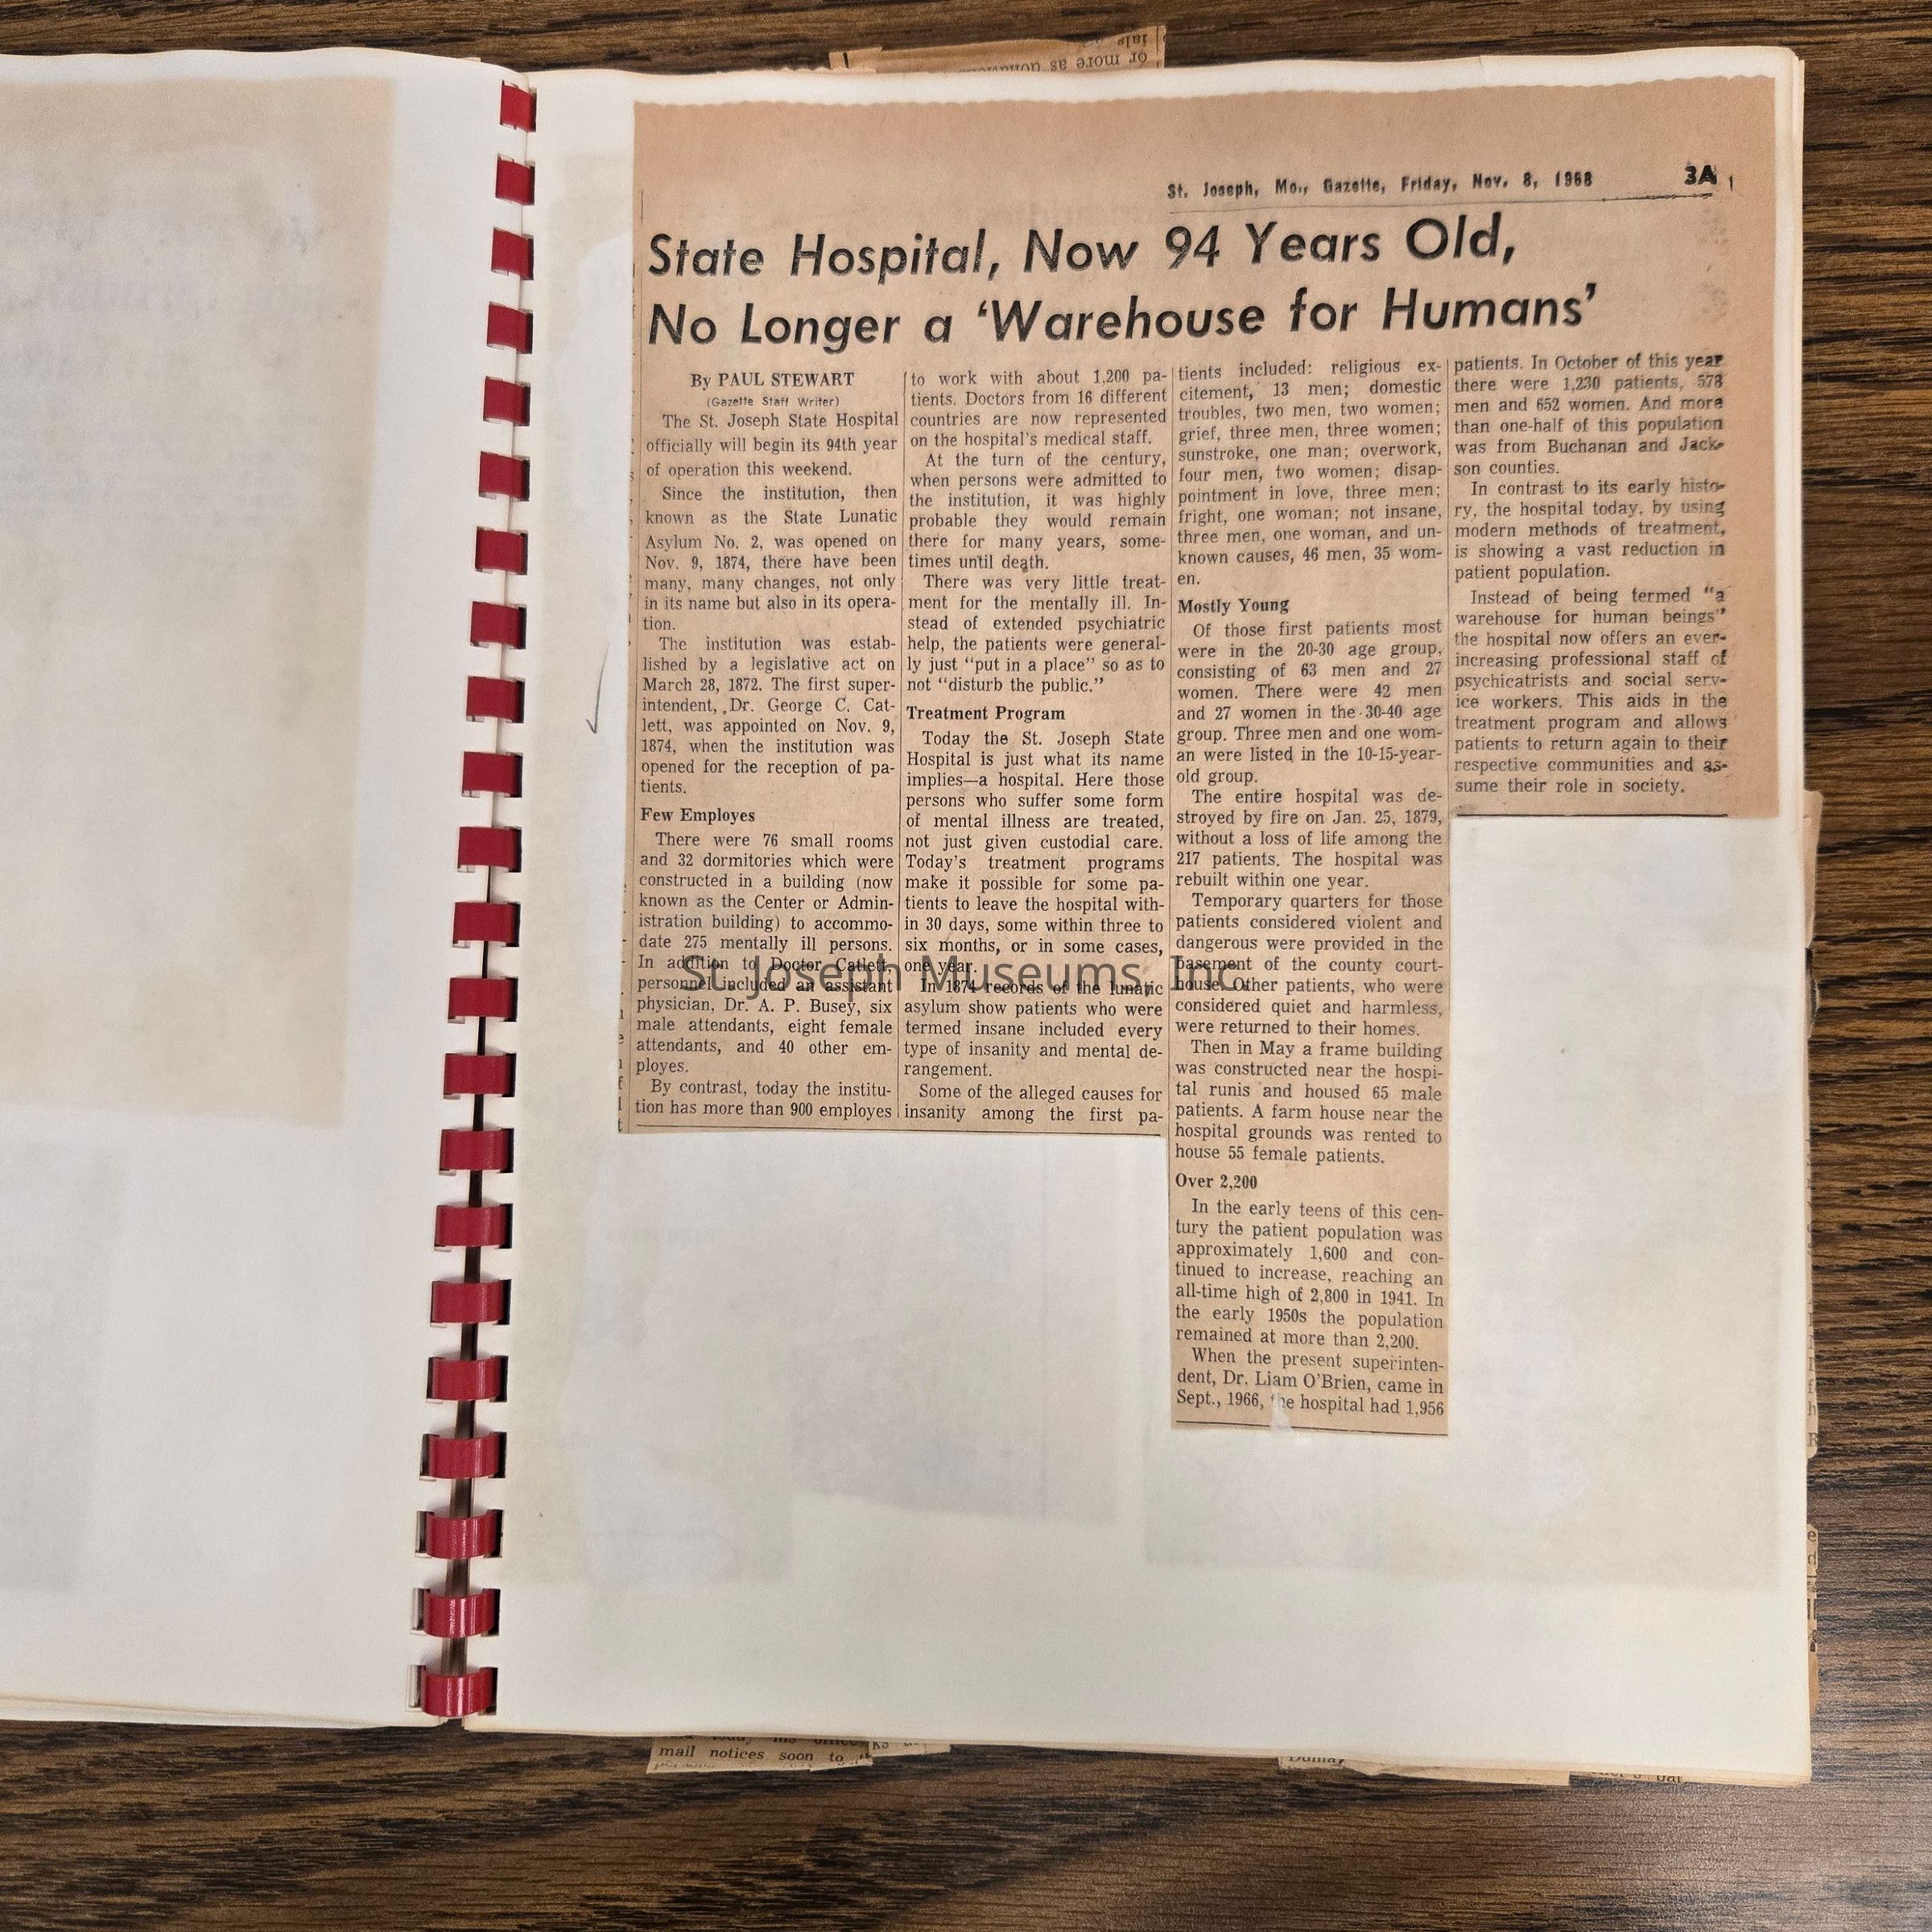 or more as donation
St. Joseph, Mo., Gazette, Friday, Nov. 8, 1968 3A
State Hospital, Now 94 Years Old,
No Longer a ‘Warehouse for Humans’
By PAUL STEWART
(Gazette Staff Writer)
The St. Joseph State Hospital
officially will begin its 94th year
of operation this weekend.
Since the institution, then
known as the State Lunatic
Asylum No. 2, was opened on
Nov. 9, 1874, there have been
many, many changes, not only
in its name but also in its opera-
tion.
The institution was estab-
lished by a legislative act on
March 28, 1872. The first super-
intendent, Dr. George C. Cat-
lett, was appointed on Nov. 9,
1874, when the institution was
opened for the reception of pa-
tients.
Few Employes
There were 76 small rooms
and 32 dormitories which were
constructed in a building (now
known as the Center or Admin-
istration building) to accommo-
date 275 mentally ill persons.
In addition to Doctor Catlett,
personnel included an assistant
physician, Dr. A. P. Busey, six
male attendants, eight female
attendants, and 40 other em-
ployes.
By contrast, today the institu-
tion has more than 900 employes
to work with about 1,200 pa-
tients. Doctors from 16 different
countries are now represented
on the hospital's medical staff.
At the turn of the century,
when persons were admitted to
the institution, it was highly
probable they would remain
there for many years, some-
times until death.
There was very little treat-
ment for the mentally ill. In-
stead of extended psychiatric
help, the patients were general-
ly just “put in a place” so as to
not “disturb the public.”
Treatment Program
Today the St. Joseph State
Hospital is just what its name
implies—a hospital. Here those
persons who suffer some form
of mental illness are treated,
not just given custodial care.
Today's treatment programs
make it possible for some pa-
tients to leave the hospital with-
in 30 days, some within three to
six months, or in some cases,
one year.
In 1874 records of the lunatic
asylum show patients who were
termed insane included every
type of insanity and mental de-
rangement.
Some of the alleged causes for
insanity among the first pa-
tients included: religious ex-
citement, 13 men; domestic
troubles, two men, two women;
grief, three men, three women;
sunstroke, one man; overwork,
four men, two women; disap-
pointment in love, three men;
fright, one woman; not insane,
three men, one woman, and un-
known causes, 46 men, 35 wom-
en.
Mostly Young
Of those first patients most
were in the 20-30 age group,
consisting of 63 men and 27
women. There were 42 men
and 27 women in the 30-40 age
group. Three men and one wom-
an were listed in the 10-15-year-
old group.
The entire hospital was de-
stroyed by fire on Jan. 25, 1879,
without a loss of life among the
217 patients. The hospital was
rebuilt within one year.
Temporary quarters for those
patients considered violent and
dangerous were provided in the
basement of the county court-
house. Other patients, who were
considered quiet and harmless,
were returned to their homes.
Then in May a frame building
was constructed near the hospi-
tal runis and housed 65 male
patients. A farm house near the
hospital grounds was rented to
house 55 female patients.
Over 2,200
In the early teens of this cen-
tury the patient population was
approximately 1,600 and con-
tinued to increase, reaching an
all-time high of 2,800 in 1941. In
the early 1950s the population
remained at more than 2,200.
When the present superinten-
dent, Dr. Liam O'Brien, came in
Sept., 1966, the hospital had 1,956
patients. In October of this year
there were 1,230 patients, 578
men and 652 women. And more
than one-half of this population
was from Buchanan and Jack-
son counties.
In contrast to its early histo-
ry, the hospital today, by using
modern methods of treatment,
is showing a vast reduction in
patient population.
Instead of being termed “a
warehouse for human beings”
the hospital now offers an ever-
increasing professional staff of
psychicatrists and social serv-
ice workers. This aids in the
treatment program and allows
patients to return again to their
respective communities and as-
sume their role in society.
St. Joseph Museums, Inc.
mail notices soon to